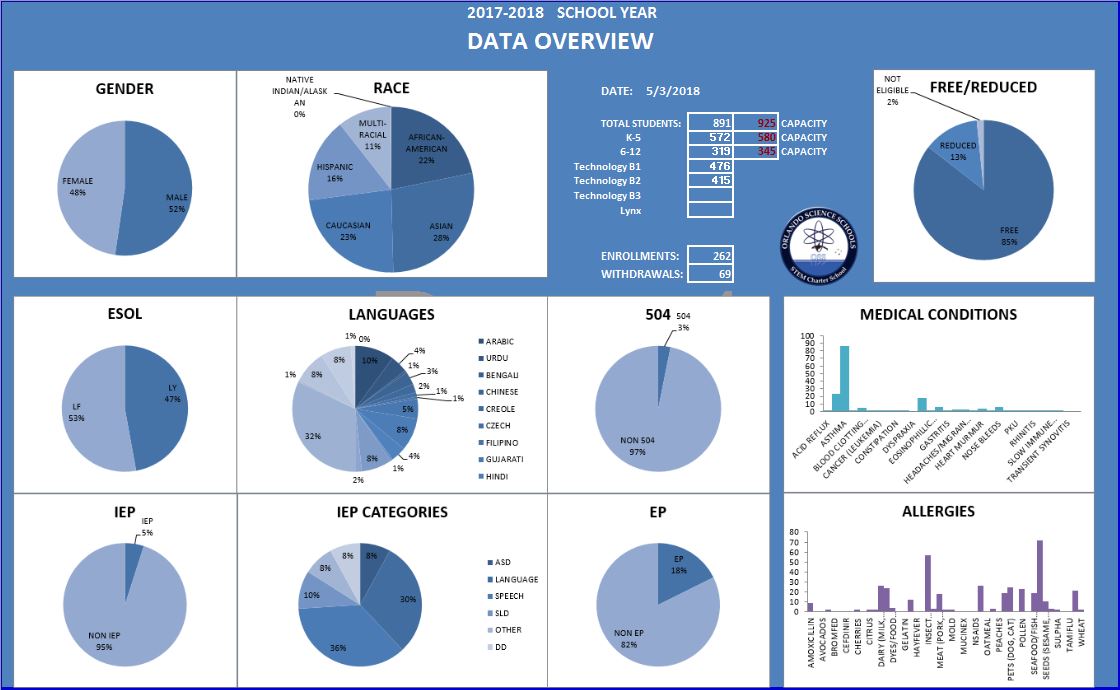 2017-2018 SCHOOL YEAR
DATA OVERVIEW
GENDER
FEMALE
48%
MALE
52%
RACE
NATIVE
INDIAN/ALASK
AN
0%
MULTI-
RACIAL
11%
AFRICAN-
AMERICAN
22%
HISPANIC
16%
CAUCASIAN
23%
ASIAN
28%
DATE: 5/3/2018
TOTAL STUDENTS: 891 925 CAPACITY
K-5 572 580 CAPACITY
6-12 319 345 CAPACITY
Technology B1 476
Technology B2 415
Technology B3
Lynx
ENROLLMENTS: 262
WITHDRAWALS: 69
ORLANDO SCIENCE SCHOOLS
OSS
STEM Charter School
FREE/REDUCED
NOT
ELIGIBLE
2%
REDUCED
13%
FREE
85%
ESOL
LF
53%
LY
47%
LANGUAGES
1% 0%
10%
4%
1%
3%
2%
1%
1%
5%
8%
4%
1%
8%
2%
32%
1%
8%
8%
ARABIC
URDU
BENGALI
CHINESE
CREOLE
CZECH
FILIPINO
GUJARATI
HINDI
504
504
3%
NON 504
97%
MEDICAL CONDITIONS
100
90
80
70
60
50
40
30
20
10
0
ACID REFLUX
ASTHMA
BLOOD CLOTTING...
CANCER (LEUKEMIA)
CONSTIPATION
DYSPRAXIA
EOSINOPHILLIC...
GASTRITIS
HEADACHES/MIGRAIN...
HEART MURMUR
NOSE BLEEDS
PKU
RHINITIS
SLOW IMMUNE...
TRANSIENT SYNOVITIS
IEP
IEP
5%
NON IEP
95%
IEP CATEGORIES
8%
30%
36%
10%
8%
8%
ASD
LANGUAGE
SPEECH
SLD
OTHER
DD
EP
EP
18%
NON EP
82%
ALLERGIES
80
70
60
50
40
30
20
10
0
AMOXICILLIN
AVOCADOS
BROMFED
CEFDINIR
CHERRIES
CITRUS
DAIRY (MILK,...
DYES/ FOOD...
GELATIN
HAYFEVER
INSECT...
MEAT (PORK,...
MOLD
MUCINEX
NSAIDS
OATMEAL
PEACHES
PETS (DOG, CAT)
POLLEN
SEAFOOD/FISH...
SEEDS (SESAME,...
SULPHA
TAMIFLU
WHEAT